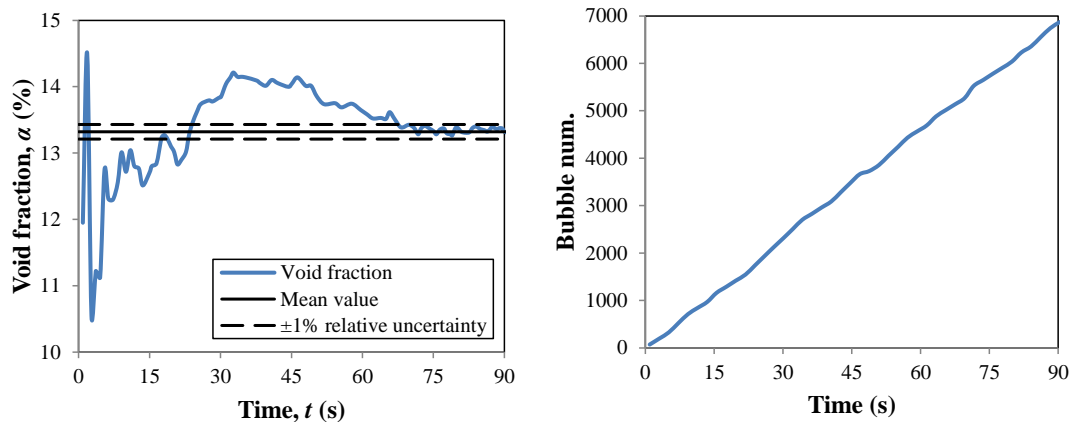 15
14
13
12
11
10
Void fraction, α (%)
Void fraction
Mean value
±1% relative uncertainty
0 15 30 45 60 75 90
Time, t (s)
7000
6000
5000
4000
3000
2000
1000
0
Bubble num.
0 15 30 45 60 75 90
Time (s)